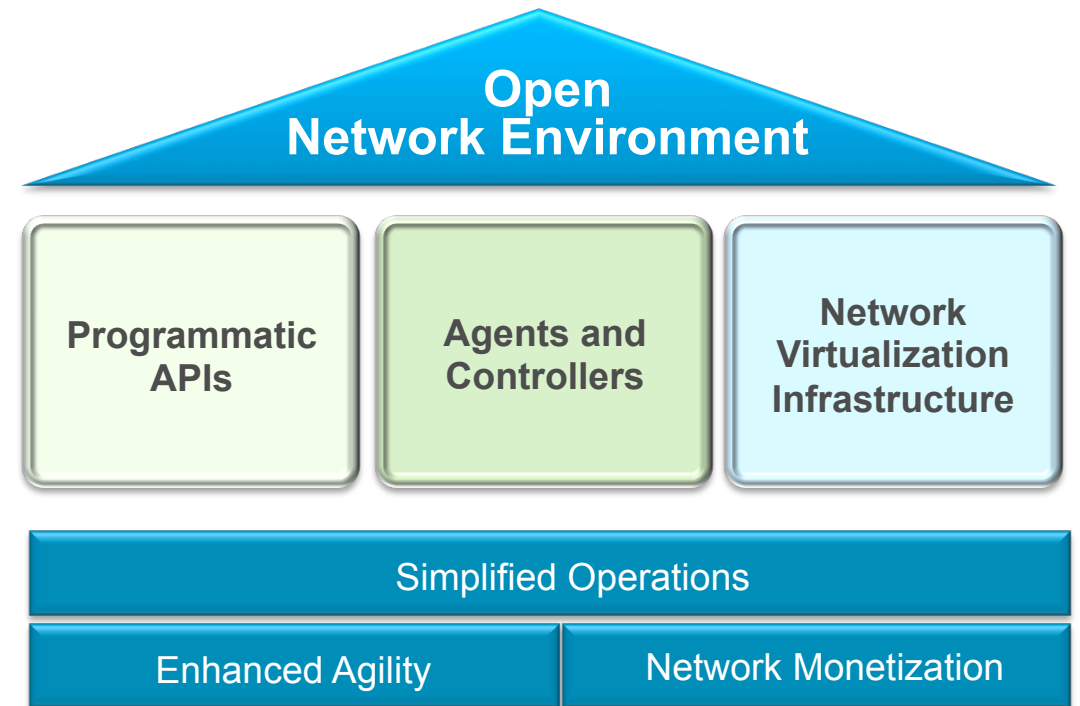 Open
Network Environment
Programmatic
APIs
Agents and
Controllers
Network
Virtualization
Infrastructure
Simplified Operations
Enhanced Agility
Network Monetization